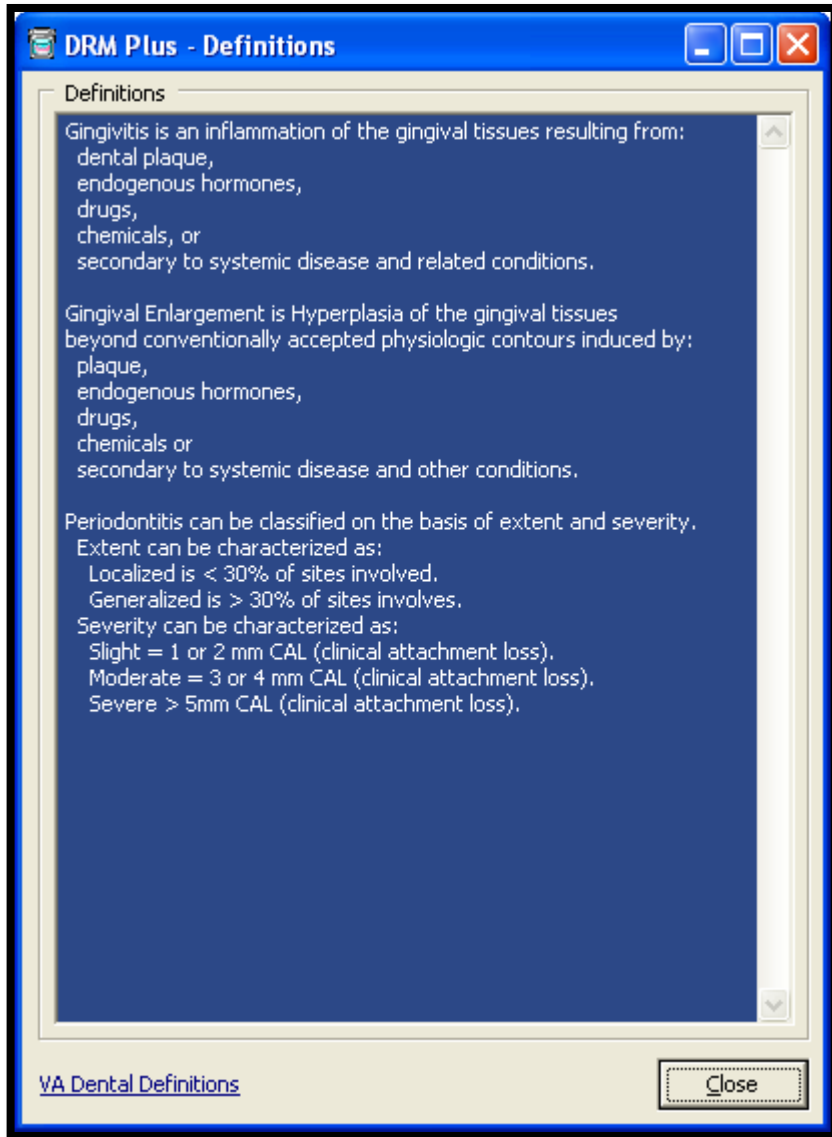 DRM Plus - Definitions
Definitions
Gingivitis is an inflammation of the gingival tissues resulting from:
dental plaque,
endogenous hormones,
drugs,
chemicals, or
secondary to systemic disease and related conditions.
Gingival Enlargement is Hyperplasia of the gingival tissues
beyond conventionally accepted physiologic contours induced by:
plaque,
endogenous hormones,
drugs,
chemicals or
secondary to systemic disease and other conditions.
Periodontitis can be classified on the basis of extent and severity.
Extent can be characterized as:
Localized is < 30% of sites involved.
Generalized is > 30% of sites involves.
Severity can be characterized as:
Slight = 1 or 2 mm CAL (clinical attachment loss).
Moderate = 3 or 4 mm CAL (clinical attachment loss).
Severe > 5mm CAL (clinical attachment loss).
VA Dental Definitions
Close